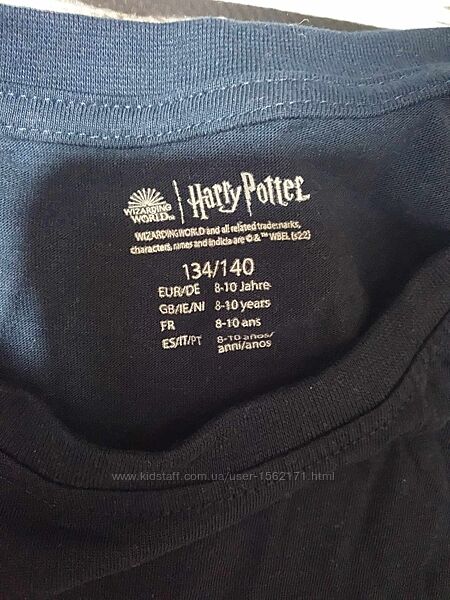 WIZARDING
WORLD™
Harry Potter
WIZARDING WORLD and all related trademarks,
characters, names and indicia are © & ™ WBEI. (s22)
134/140
EUR/DE 8-10 Jahre
GB/IE/NI 8-10 years
FR 8-10 ans
ES/IT/PT 8-10 años/
anni/anos
www.kidstaff.com.ua/user-1562171.html